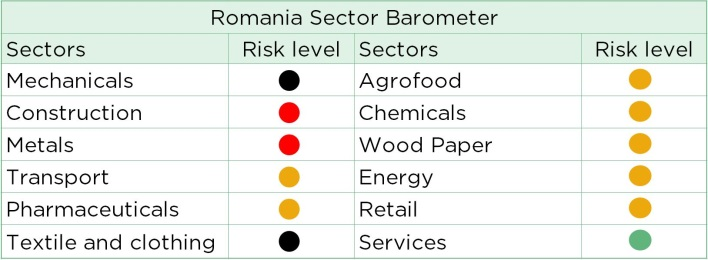 Romania Sector Barometer
Sectors Risk level Sectors Risk level
Mechanicals Agrofood
Construction Chemicals
Metals Wood Paper
Transport Energy
Pharmaceuticals Retail
Textile and clothing Services